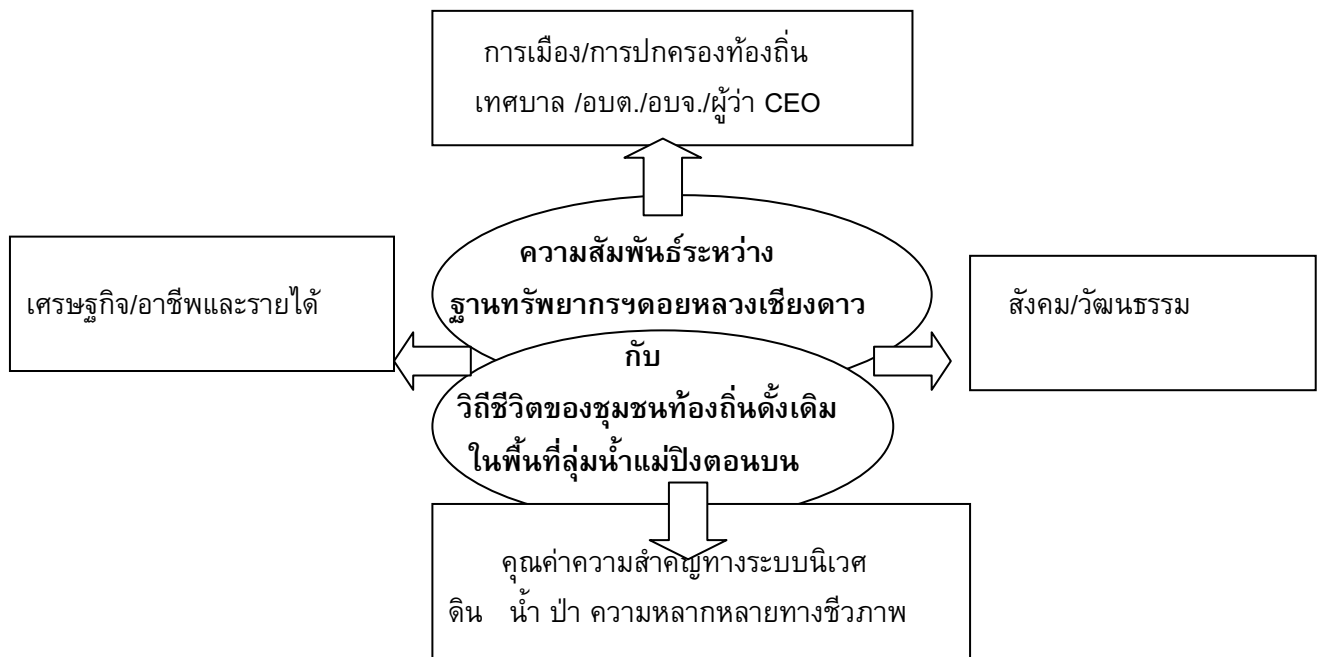 การเมือง/การปกครองท้องถิ่น
เทศบาล /อบต./อบจ./ผู้ว่า CEO
ความสัมพันธ์ระหว่าง
ฐานทรัพยากรฯดอยหลวงเชียงดาว
กับ
วิถีชีวิตของชุมชนท้องถิ่นดั้งเดิม
ในพื้นที่ลุ่มน้ำแม่ปิงตอนบน
เศรษฐกิจ/อาชีพและรายได้
สังคม/วัฒนธรรม
คุณค่าความสำคัญทางระบบนิเวศ
ดิน น้ำ ป่า ความหลากหลายทางชีวภาพ